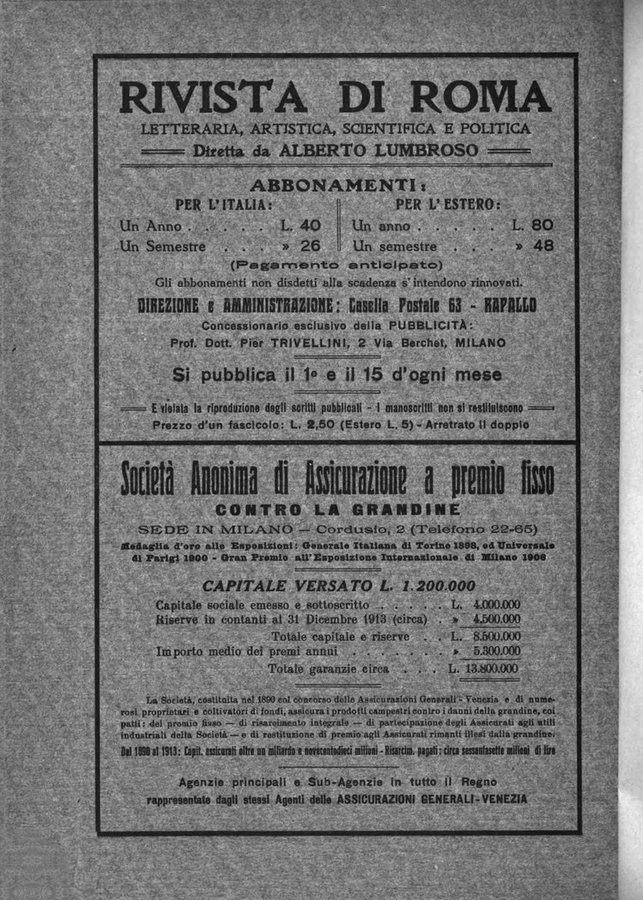 RIVISTA DI ROMA
LETTERARIA, ARTISTICA, SCIENTIFICA E POLITICA
Diretta da ALBERTO LUMBROSO
ABBONAMENTI:
PER L'ITALIA: PER L'ESTERO:
Un Anno . . . . . L. 40 Un anno . . . . . L. 80
Un Semestre . . . » 26 Un semestre . . . » 48
(Pagamento anticipato)
Gli abbonamenti non disdetti alla scadenza s'intendono rinnovati.
DIREZIONE e AMMINISTRAZIONE: Casella Postale 63 - RAPALLO
Concessionario esclusivo della PUBBLICITÀ:
Prof. Dott. Pier TRIVELLINI, 2 Via Berchet, MILANO
Si pubblica il 1º e il 15 d'ogni mese
E vietata la riproduzione degli scritti pubblicati - i manoscritti non si restituiscono
Prezzo d'un fascicolo: L. 2,50 (Estero L. 5) - Arretrato il doppio
Società Anonima di Assicurazione a premio fisso
CONTRO LA GRANDINE
SEDE IN MILANO — Cordusio, 2 (Telefono 22-65)
Medaglia d'oro alle Esposizioni: Generale Italiana di Torino 1898, ed Universale
di Parigi 1900 - Gran Premio all'Esposizione Internazionale di Milano 1906
CAPITALE VERSATO L. 1.200.000
Capitale sociale emesso e sottoscritto . . . . . L. 4.000.000
Riserve in contanti al 31 Dicembre 1913 (circa) . » 4.500.000
Totale capitale e riserve . . L. 8.500.000
Importo medio dei premi annui . . . . . . . » 5.300.000
Totale garanzie circa . . . L. 13.800.000
La Società, costituita nel 1890 col concorso delle Assicurazioni Generali - Venezia e di nume-
rosi proprietari e coltivatori di fondi, assicura i prodotti campestri contro i danni della grandine, coi
patti: del premio fisso — di risarcimento integrale — di partecipazione degli Assicurati agli utili
industriali della Società — e di restituzione di premio agli Assicurati rimanti illesi dalla grandine.
Dal 1890 al 1913: Capit. assicurati oltre un miliardo e novecentodieci milioni - Risarcim. pagati: circa sessantasette milioni di lire
Agenzie principali e Sub-Agenzie in tutto il Regno
rappresentate dagli stessi Agenti delle ASSICURAZIONI GENERALI-VENEZIA